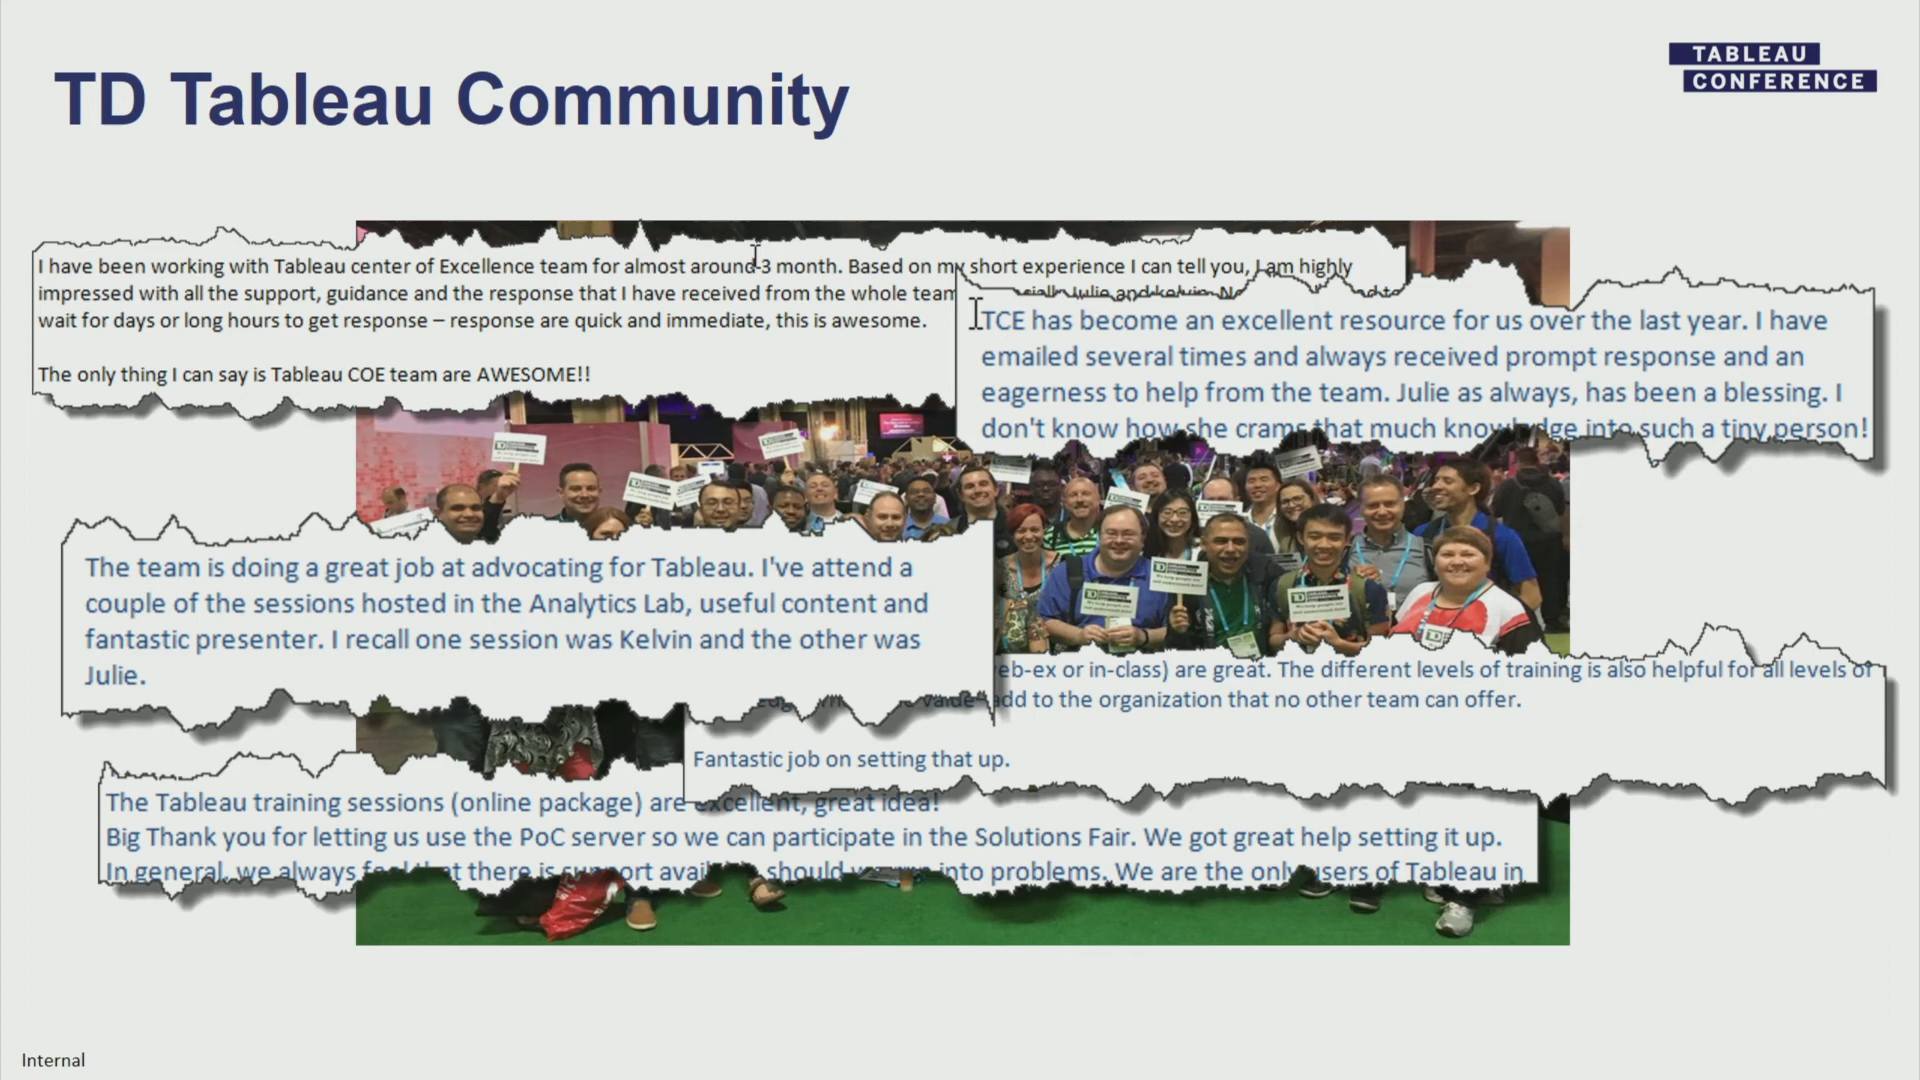 TD Tableau Community
TABLEAU
CONFERENCE
I have been working with Tableau center of Excellence team for almost around 3 month. Based on my short experience I can tell you, I am highly
impressed with all the support, guidance and the response that I have received from the whole team
Julie and kelvin.
wait for days or long hours to get response – response are quick and immediate, this is awesome.
The only thing I can say is Tableau COE team are AWESOME!!
TCE has become an excellent resource for us over the last year. I have
emailed several times and always received prompt response and an
eagerness to help from the team. Julie as always, has been a blessing. I
don't know how she crams that much knowledge into such a tiny person!
The team is doing a great job at advocating for Tableau. I've attend a
couple of the sessions hosted in the Analytics Lab, useful content and
fantastic presenter. I recall one session was Kelvin and the other was
Julie.
eb-ex or in-class) are great. The different levels of training is also helpful for all levels of
value-add to the organization that no other team can offer.
Fantastic job on setting that up.
The Tableau training sessions (online package) are excellent, great idea!
Big Thank you for letting us use the PoC server so we can participate in the Solutions Fair. We got great help setting it up.
In general, we always feel that there is support available should we run into problems. We are the only users of Tableau in
Internal